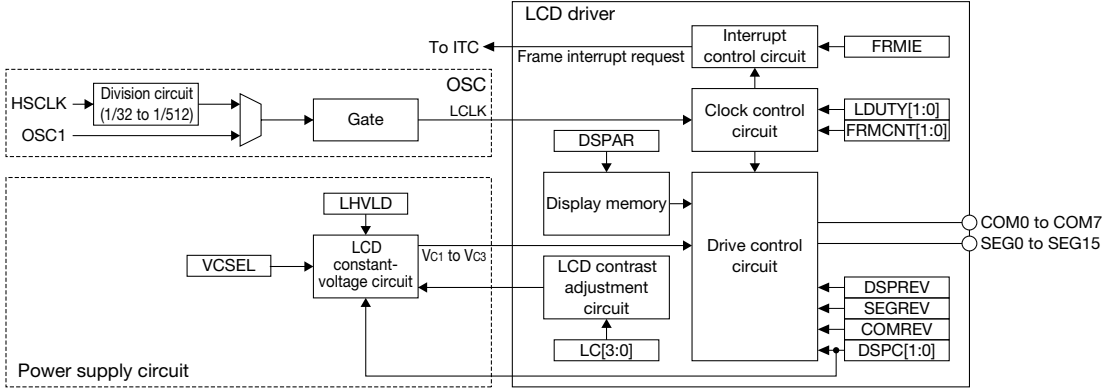 LCD driver
To ITC
Frame interrupt request
Interrupt
control circuit
FRMIE
OSC
HSCLK
Division circuit
(1/32 to 1/512)
OSC1
Gate
LCLK
Clock control
circuit
LDUTY[1:0]
FRMCNT[1:0]
DSPAR
Display memory
LHVLD
VCSEL
LCD
constant-
voltage circuit
VC1 to VC3
LCD contrast
adjustment
circuit
LC[3:0]
Drive control
circuit
COM0 to COM7
SEG0 to SEG15
DSPREV
SEGREV
COMREV
DSPC[1:0]
Power supply circuit